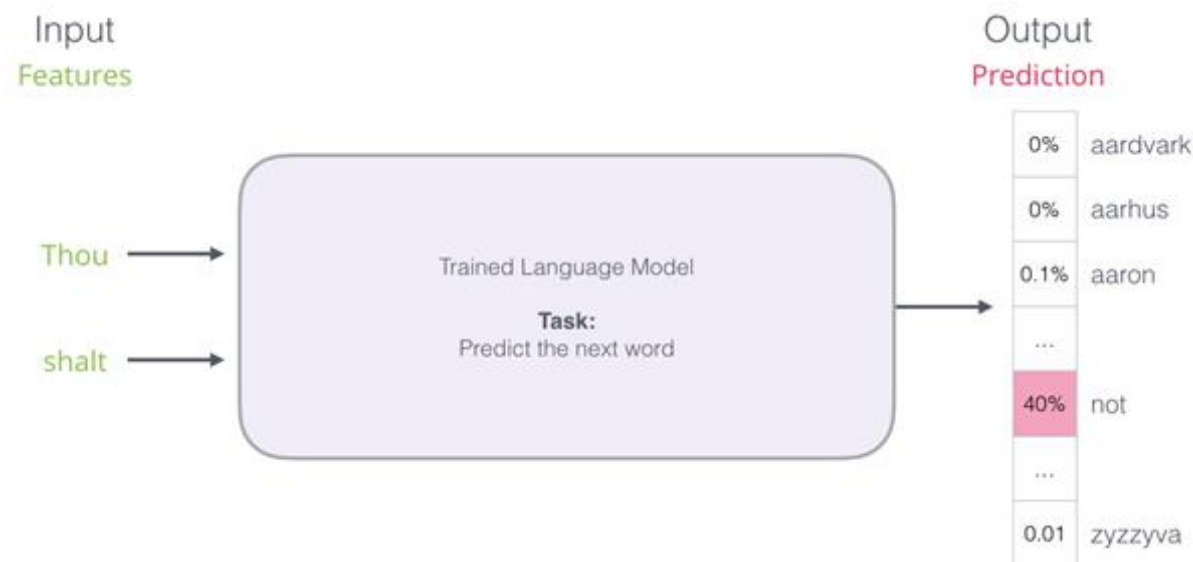 Input
Features
Thou
shalt
Trained Language Model
Task:
Predict the next word
Output
Prediction
0% aardvark
0% aarhus
0.1% aaron
...
40% not
...
0.01 zyzzyva